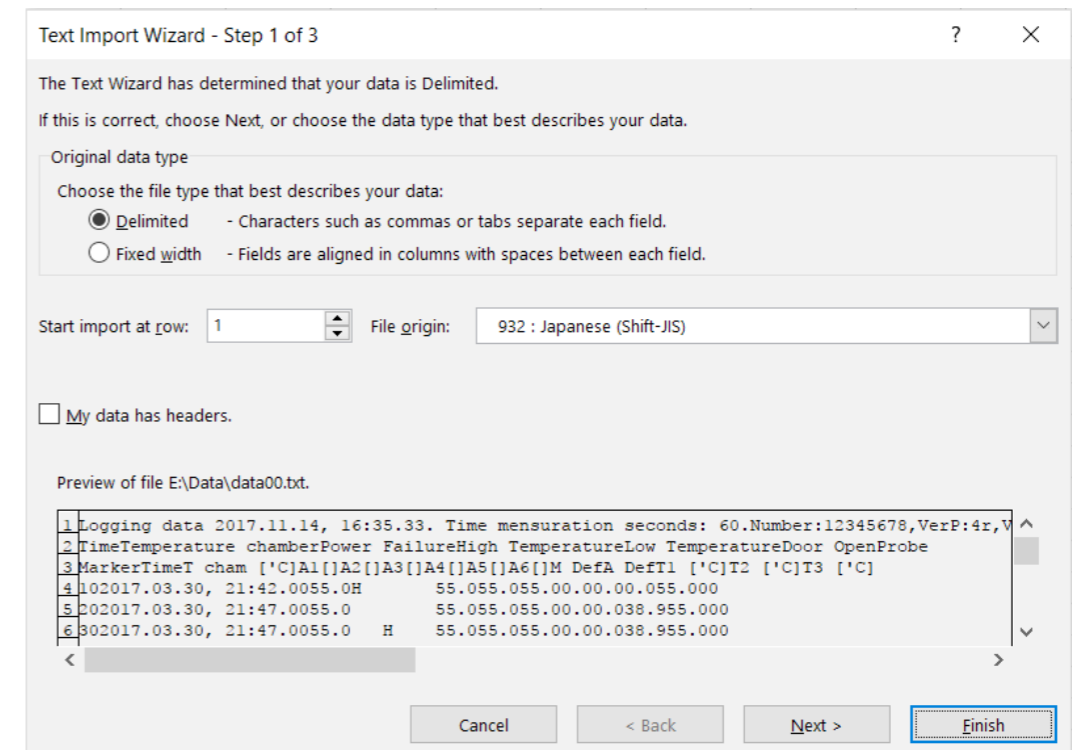 Text Import Wizard - Step 1 of 3 ? ×
The Text Wizard has determined that your data is Delimited.
If this is correct, choose Next, or choose the data type that best describes your data.
Original data type
Choose the file type that best describes your data:
Delimited - Characters such as commas or tabs separate each field.
Fixed width - Fields are aligned in columns with spaces between each field.
Start import at row: 1 File origin: 932 : Japanese (Shift-JIS)
My data has headers.
Preview of file E:\Data\data00.txt.
1 Logging data 2017.11.14, 16:35.33. Time mensuration seconds: 60.Number:12345678,VerP:4r,V
2 TimeTemperature chamberPower FailureHigh TemperatureLow TemperatureDoor OpenProbe
3 MarkerTimeT cham ['C]A1[]A2[]A3[]A4[]A5[]A6[]M DefA DefT1 ['C]T2 ['C]T3 ['C]
4 102017.03.30, 21:42.0055.0H 55.055.055.00.00.00.055.000
5 202017.03.30, 21:47.0055.0 55.055.055.00.00.038.955.000
6 302017.03.30, 21:47.0055.0 H 55.055.055.00.00.038.955.000
Cancel < Back Next > Finish